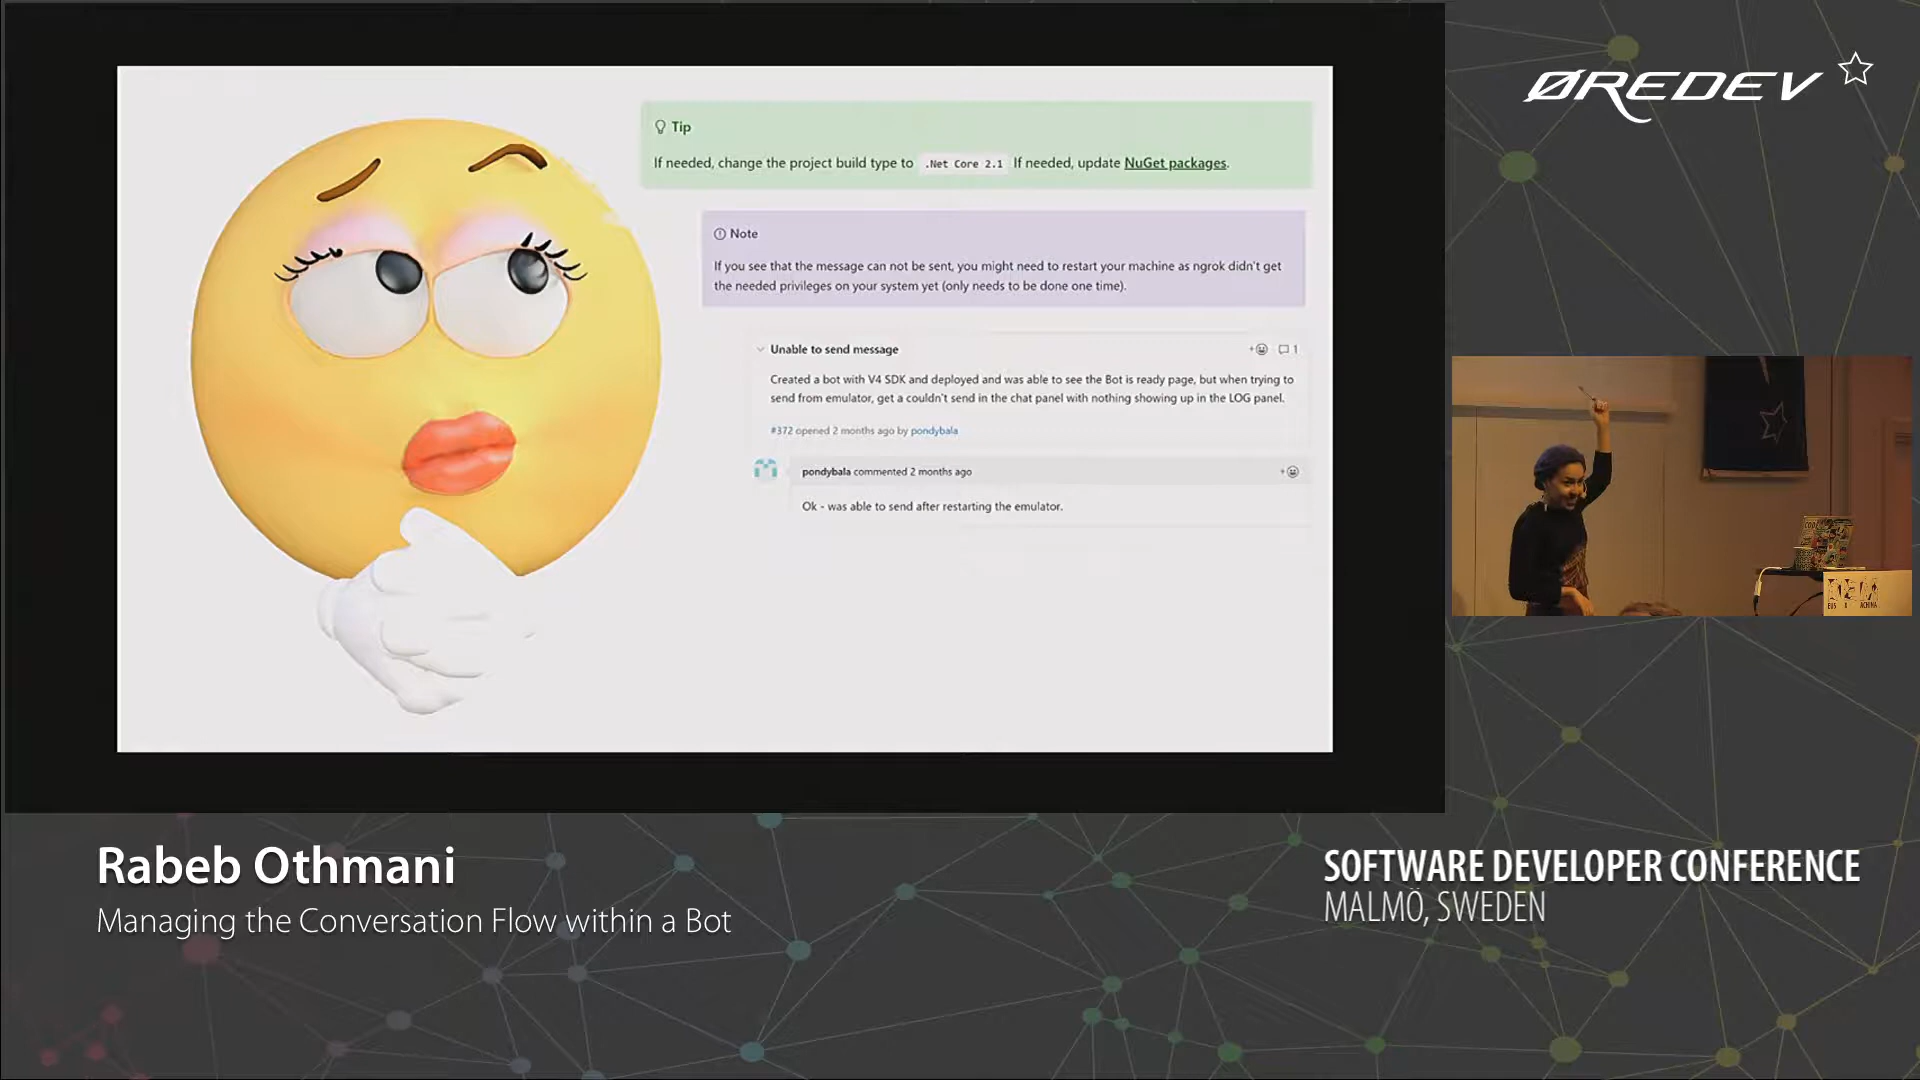 ØREDEV
Tip
If needed, change the project build type to .Net Core 2.1 If needed, update NuGet packages.
Note
If you see that the message can not be sent, you might need to restart your machine as ngrok didn't get
the needed privileges on your system yet (only needs to be done one time).
Unable to send message
1
Created a bot with V4 SDK and deployed and was able to see the Bot is ready page, but when trying to
send from emulator, get a couldn't send in the chat panel with nothing showing up in the LOG panel.
#372 opened 2 months ago by pondybala
pondybala commented 2 months ago
Ok - was able to send after restarting the emulator.
Rabeb Othmani
Managing the Conversation Flow within a Bot
SOFTWARE DEVELOPER CONFERENCE
MALMÖ, SWEDEN